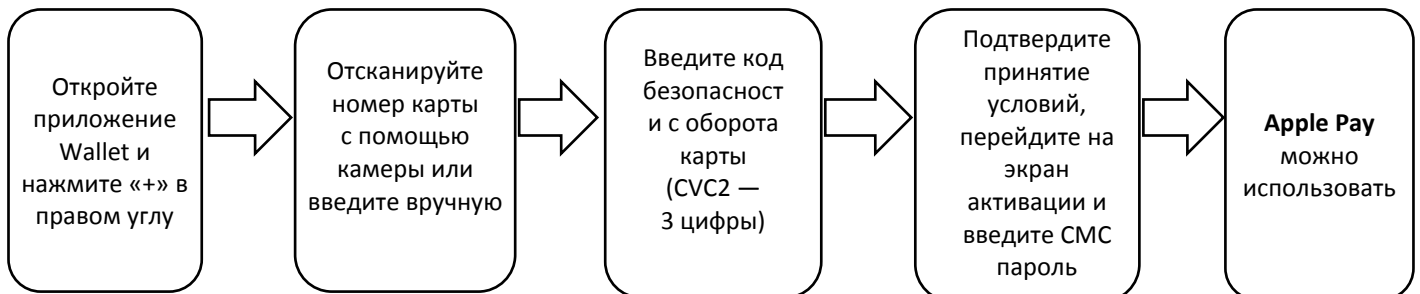 Откройте
приложение
Wallet и
нажмите «+» в
правом углу
Отсканируйте
номер карты
с помощью
камеры или
введите вручную
Введите код
безопасност
и с оборота
карты
(CVC2 —
3 цифры)
Подтвердите
принятие
условий,
перейдите на
экран
активации и
введите СМС
пароль
Apple Pay
можно
использовать